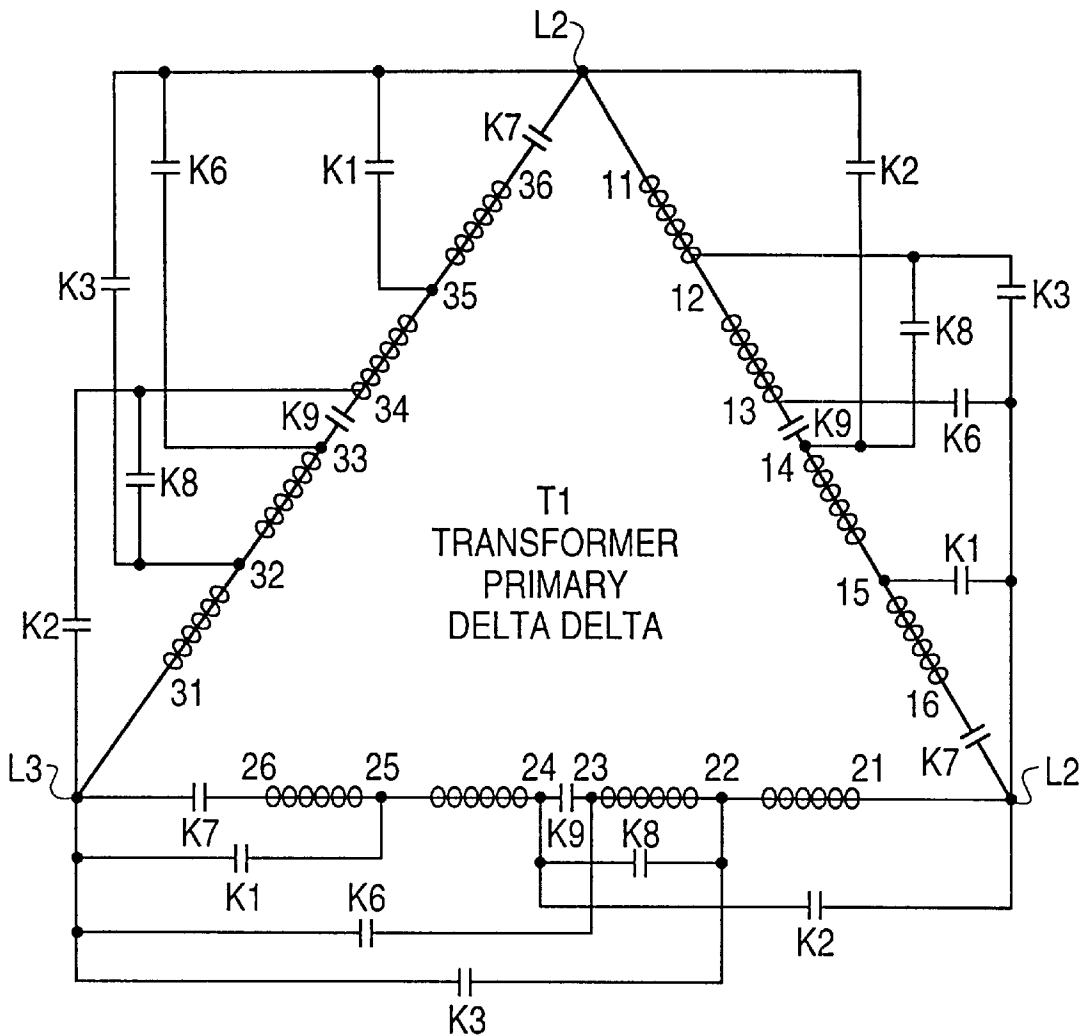 L2
K7
K6
K1
36
11
K2
K3
35
12
K3
K8
34
13
K9
K6
K9
33
14
K8
T1
TRANSFORMER
PRIMARY
DELTA DELTA
K1
32
15
K2
31
16
K7
L3
26
25
24
23
22
21
L2
K7
K9
K8
K1
K6
K2
K3